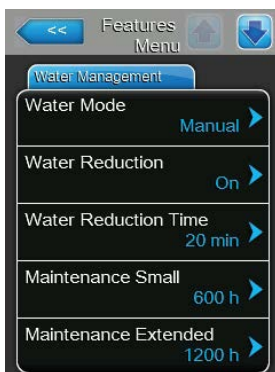 <<
Features
Menu
Water Management
Water Mode
Manual
Water Reduction
On
Water Reduction Time
20 min
Maintenance Small
600 h
Maintenance Extended
1200 h